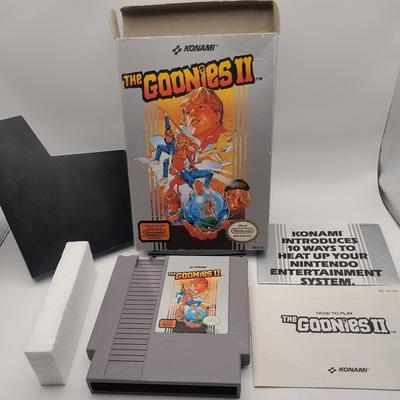 KONAMI
THE GOONIES II
KONAMI
THE GOONIES II
KONAMI
INTRODUCES
10 WAYS TO
HEAT UP YOUR
NINTENDO
ENTERTAINMENT
SYSTEM.
HOW TO PLAY
THE GOONIES II
KONAMI